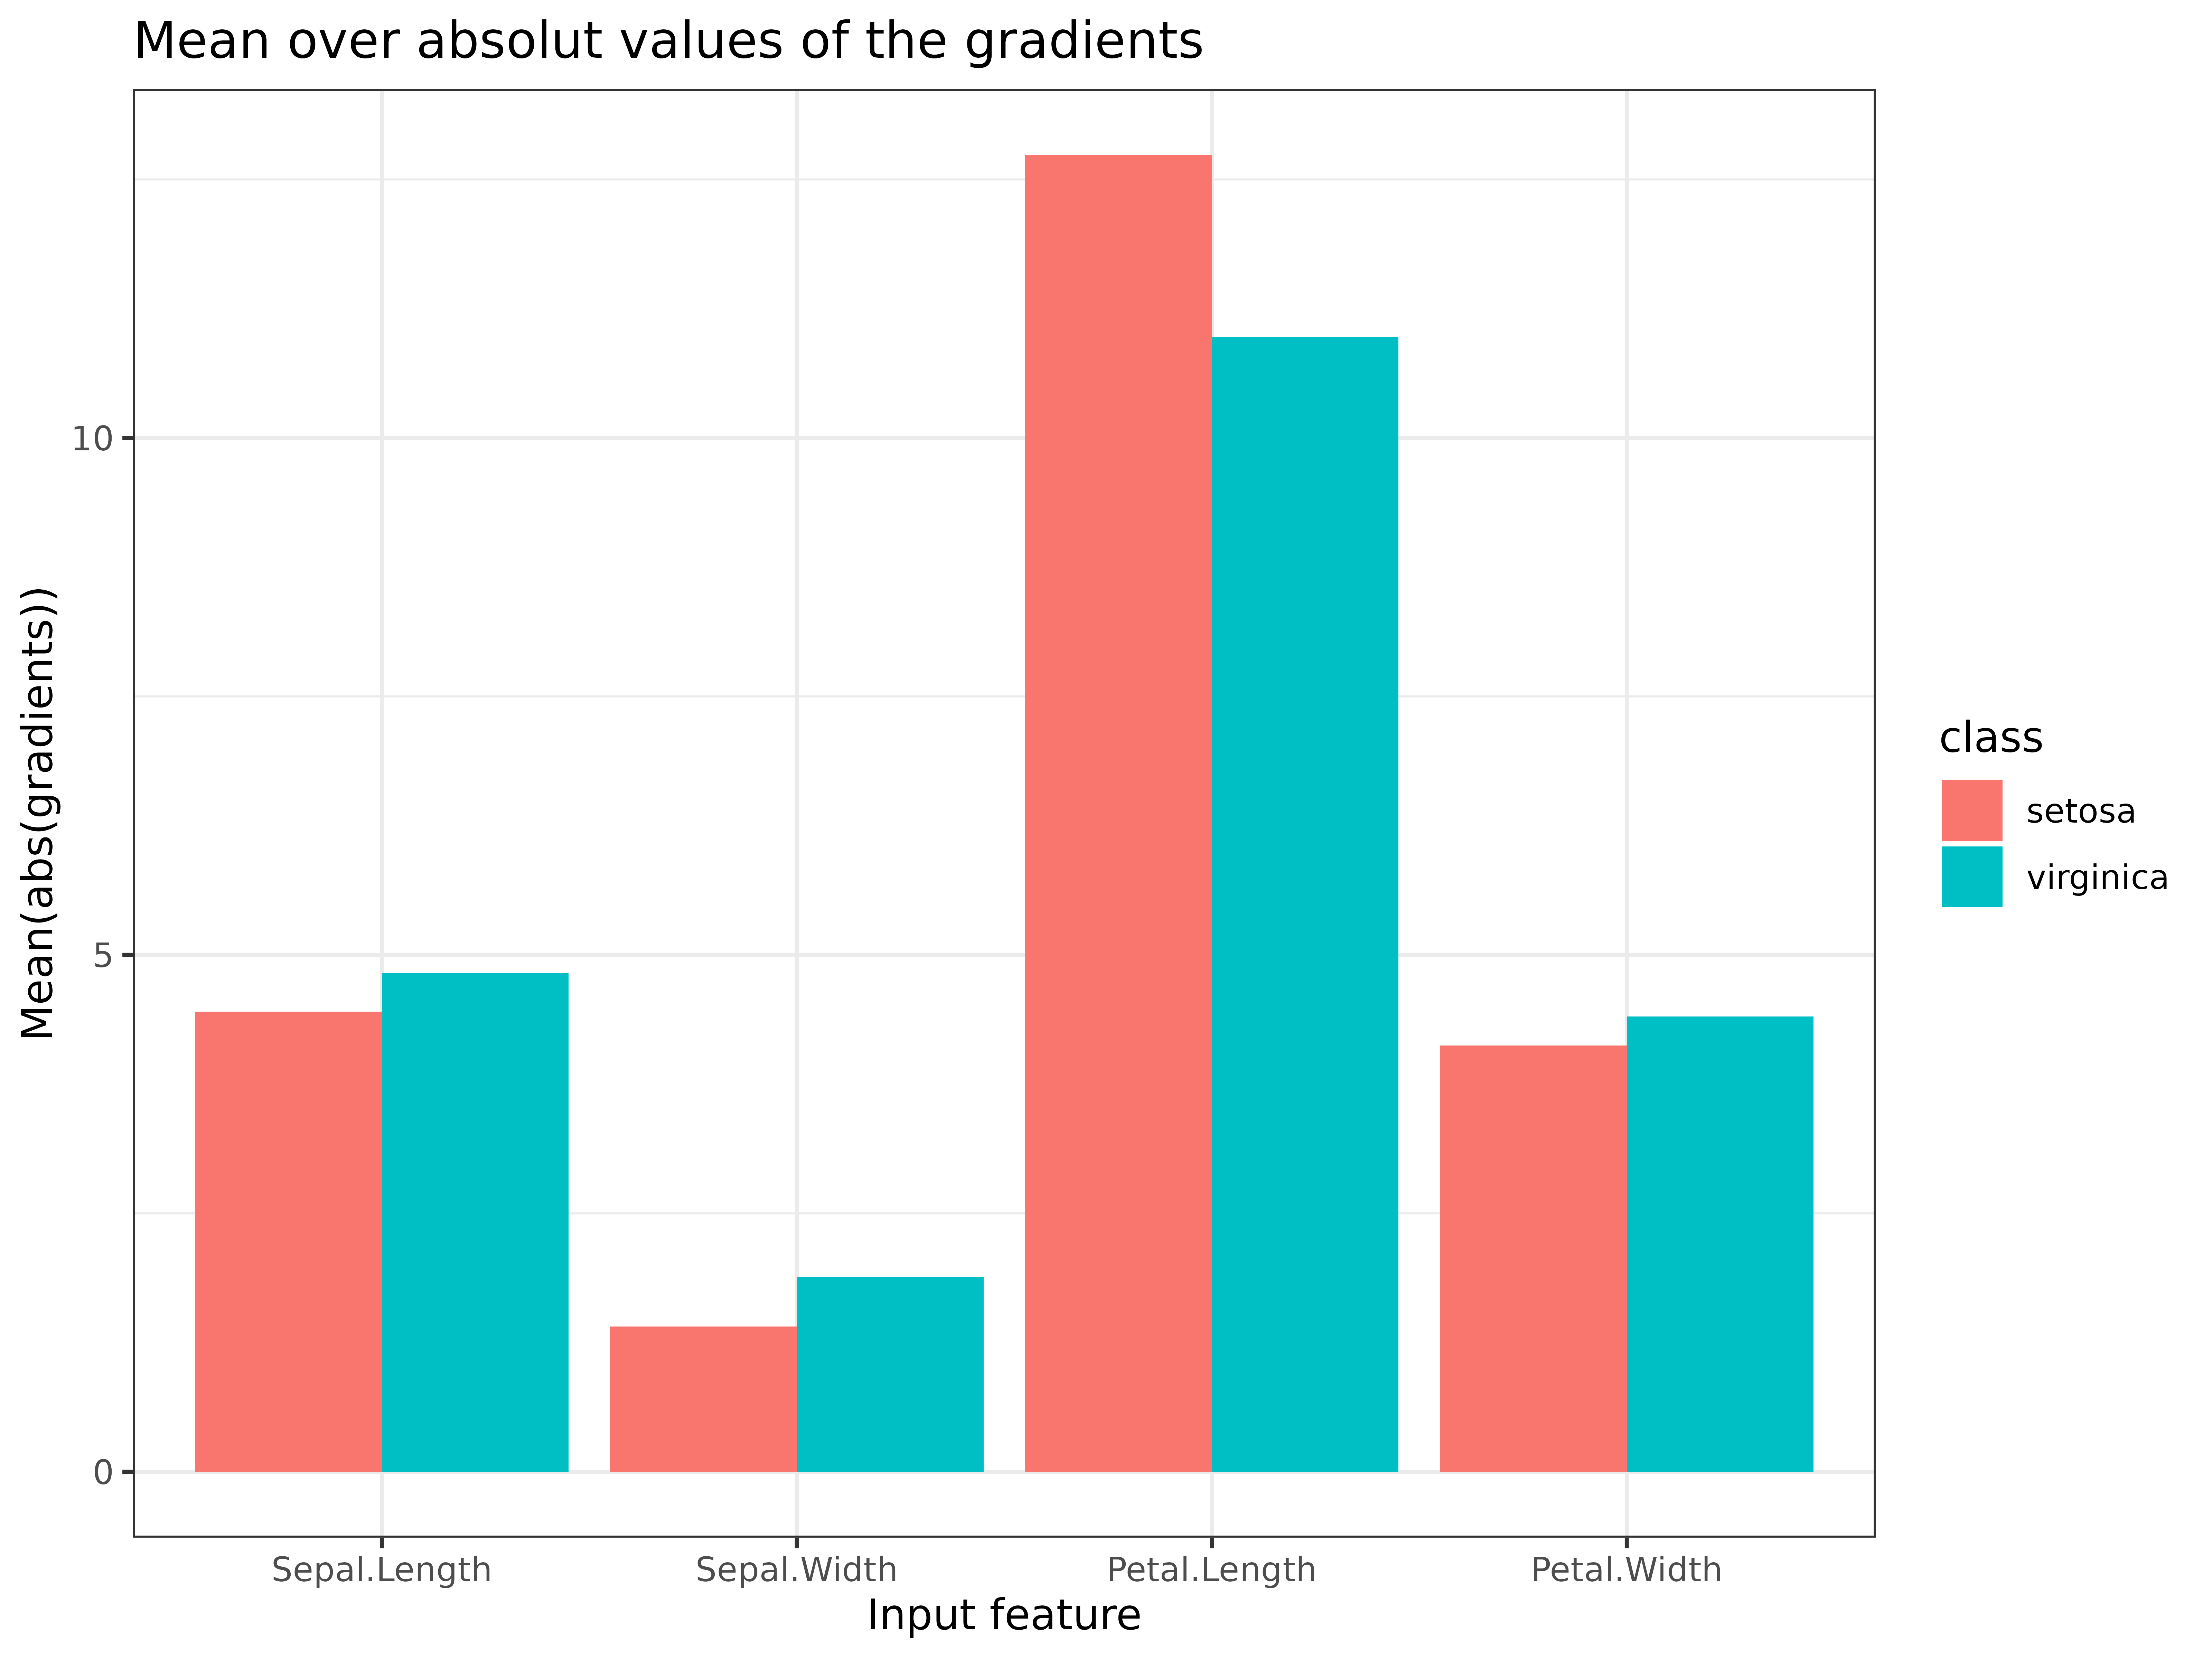 Mean over absolut values of the gradients
Mean(abs(gradients))
10
5
0
Sepal.Length
Sepal.Width
Petal.Length
Petal.Width
Input feature
class
setosa
virginica